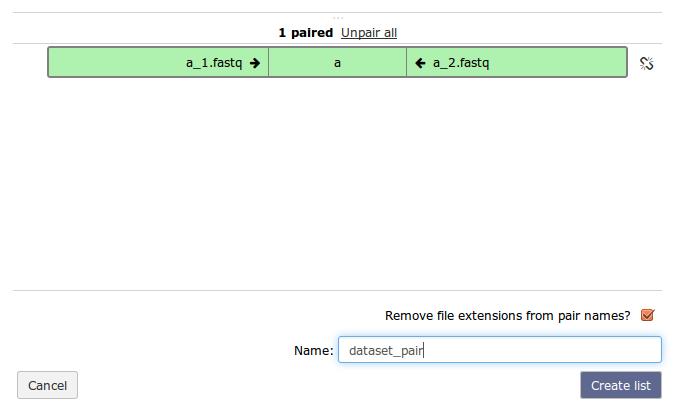 1 paired Unpair all
a_1.fastq a a_2.fastq
Remove file extensions from pair names?
Name: dataset_pair
Cancel Create list